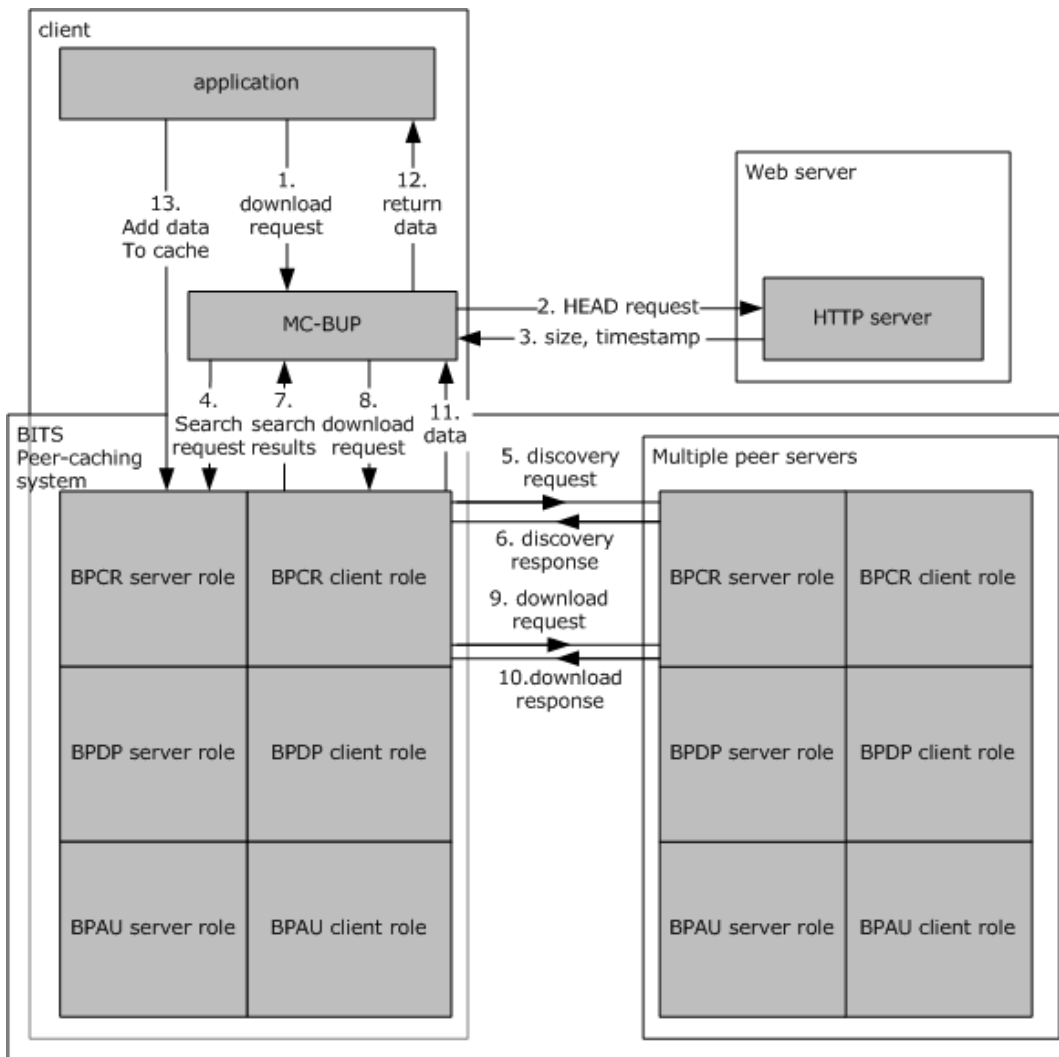 client
application
13.
Add data
To cache
1.
download
request
12.
return
data
Web server
MC-BUP
2. HEAD request
3. size, timestamp
HTTP server
BITS
Peer-caching
system
4.
Search
request
7.
search
results
8.
download
request
11.
data
5. discovery
request
6. discovery
response
9. download
request
10.download
response
Multiple peer servers
BPCR server role
BPCR client role
BPCR server role
BPCR client role
BPDP server role
BPDP client role
BPDP server role
BPDP client role
BPAU server role
BPAU client role
BPAU server role
BPAU client role